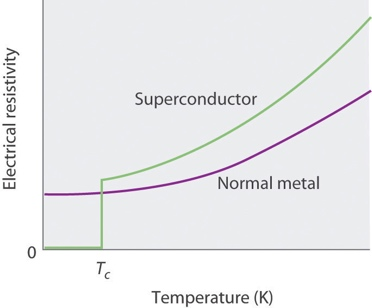 Electrical resistivity
Superconductor
Normal metal
0
Tc
Temperature (K)